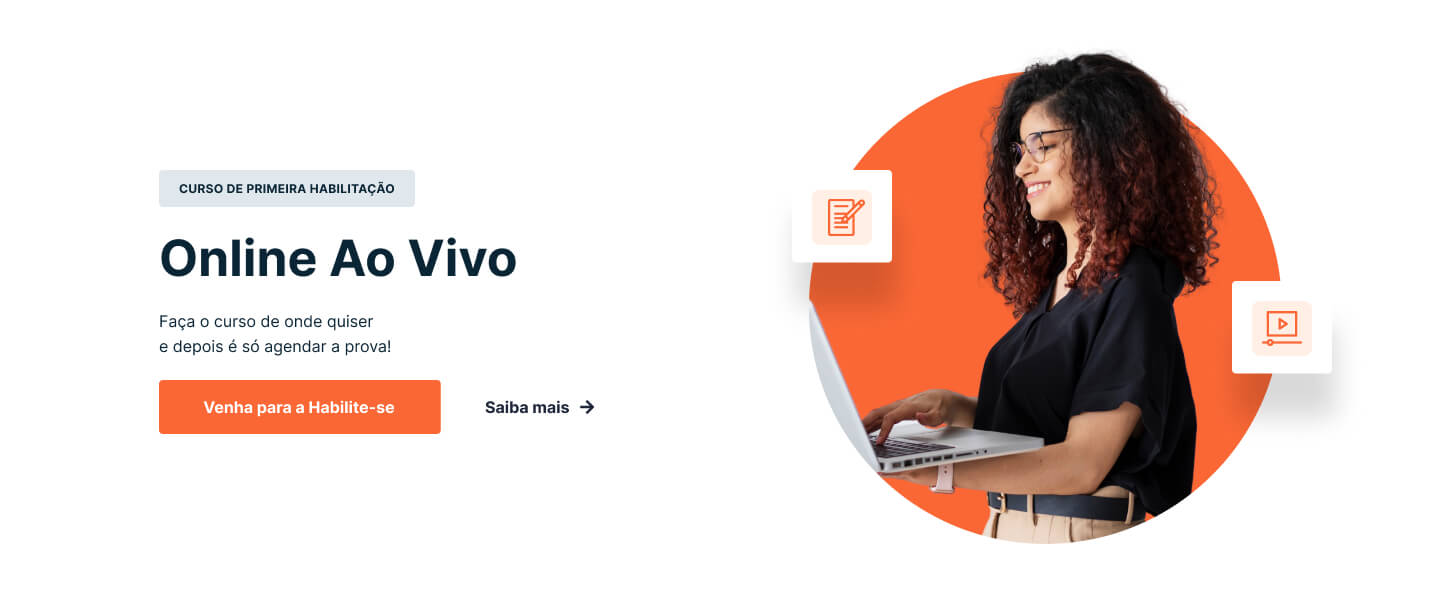 CURSO DE PRIMEIRA HABILITAÇÃO
Online Ao Vivo
Faça o curso de onde quiser
e depois é só agendar a prova!
Venha para a Habilite-se
Saiba mais →